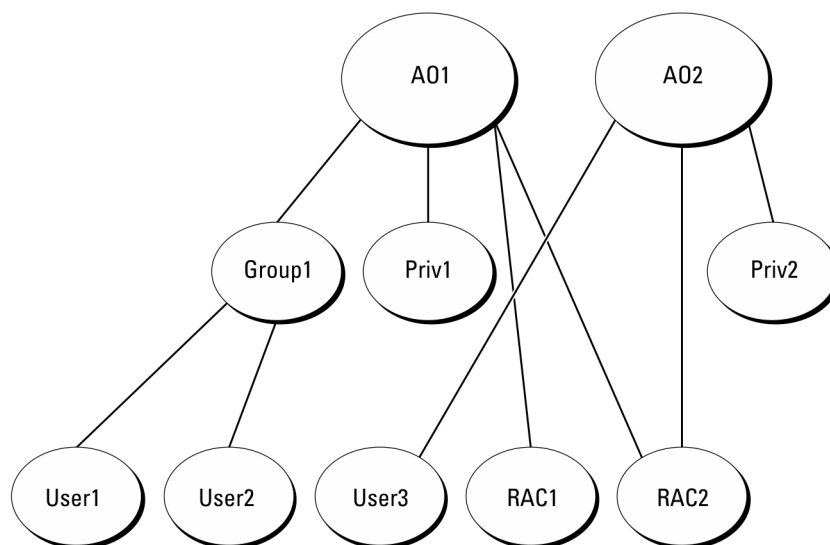 AO1
AO2
Group1
Priv1
Priv2
User1
User2
User3
RAC1
RAC2